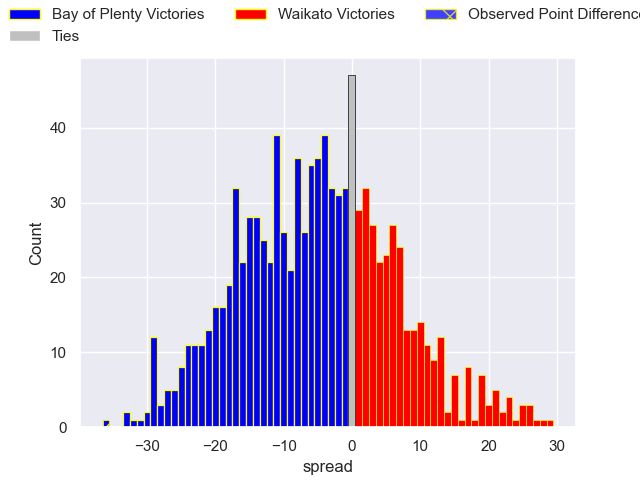 Bay of Plenty Victories
Waikato Victories
Observed Point Difference
Ties
Count
40
30
20
10
0
−30
−20
−10
0
10
20
30
spread